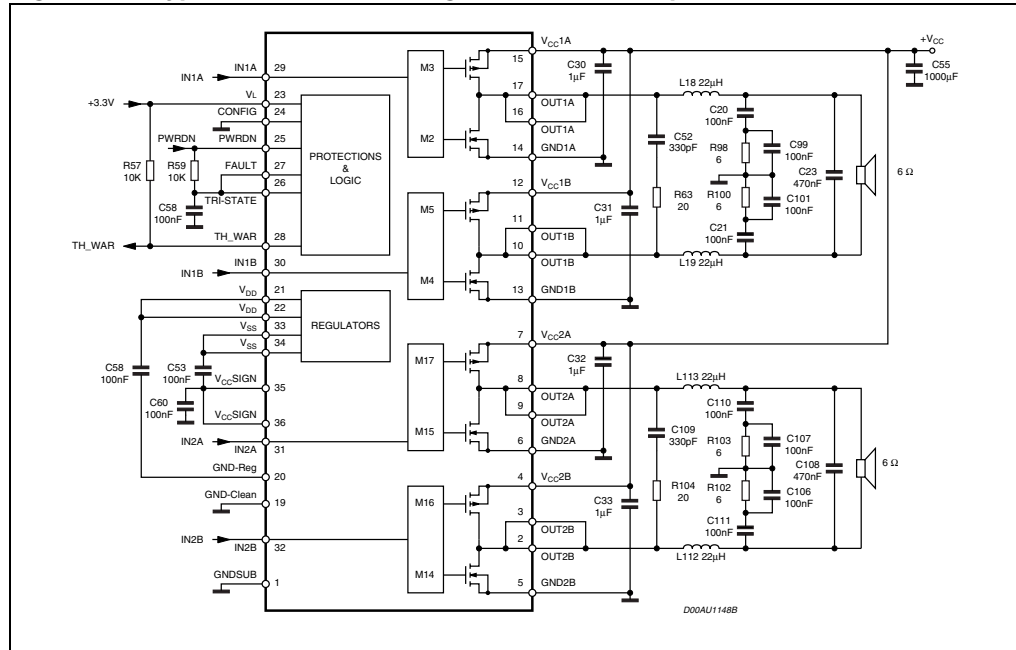 +VCC
VCC1A
15
C30
1µF
C55
1000µF
IN1A
IN1A
29
M3
17
OUT1A
L18 22µH
+3.3V
VL
23
CONFIG
24
16
OUT1A
C20
100nF
M2
C52
330pF
C99
100nF
PWRDN
PWRDN
25
PROTECTIONS
&
LOGIC
14
GND1A
R98
6
C23
470nF
6 Ω
R57
10K
R59
10K
FAULT
27
26
TRI-STATE
12
VCC1B
C58
100nF
M5
11
OUT1B
C31
1µF
R63
20
R100
6
C101
100nF
TH_WAR
TH_WAR
28
10
OUT1B
C21
100nF
L19 22µH
IN1B
IN1B
30
M4
13
GND1B
VDD
21
VDD
22
REGULATORS
VSS
33
VSS
34
7
VCC2A
C58
100nF
C53
100nF
VCCSIGN
35
M17
C32
1µF
8
OUT2A
L113 22µH
C60
100nF
9
OUT2A
C110
100nF
VCCSIGN
36
M15
C109
330pF
C107
100nF
IN2A
IN2A
31
6
GND2A
R103
6
C108
470nF
6 Ω
GND-Reg
20
4
VCC2B
GND-Clean
19
M16
C33
1µF
R104
20
R102
6
C106
100nF
3
OUT2B
C111
100nF
IN2B
IN2B
32
2
OUT2B
L112 22µH
M14
GNDSUB
1
5
GND2B
D00AU1148B